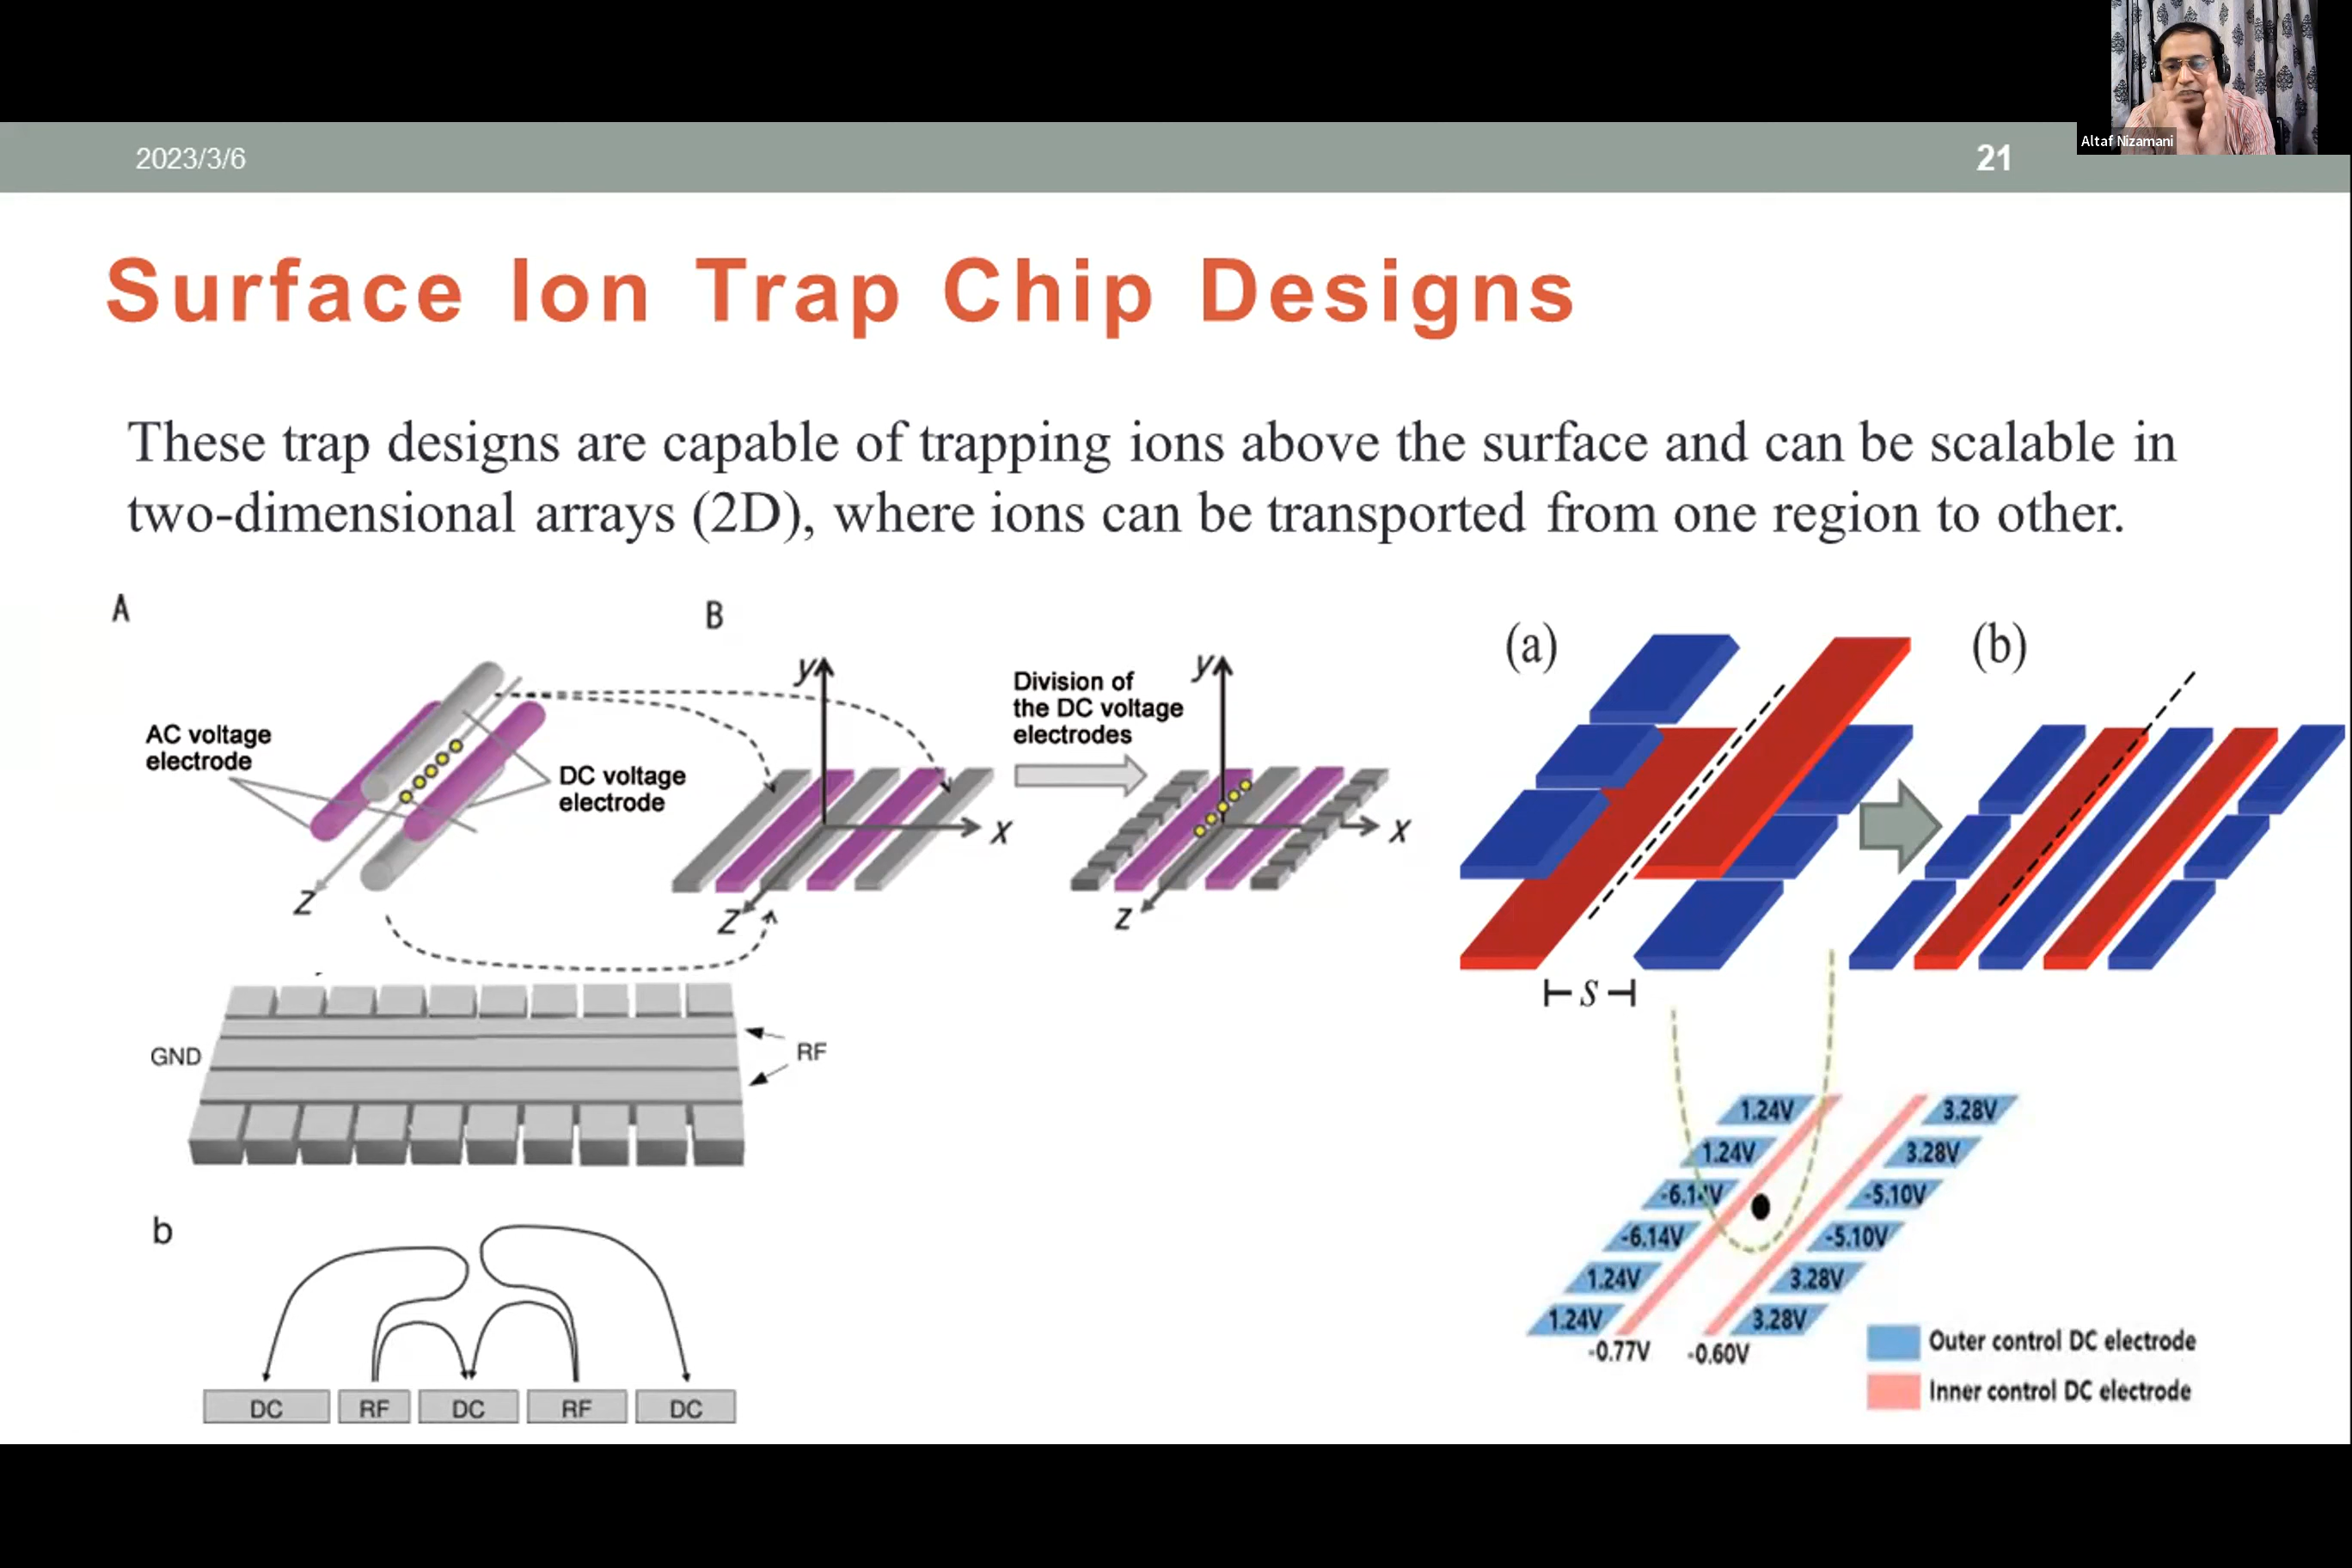 2023/3/6
21
Altaf Nizamani
Surface Ion Trap Chip Designs
These trap designs are capable of trapping ions above the surface and can be scalable in
two-dimensional arrays (2D), where ions can be transported from one region to other.
A
AC voltage
electrode
DC voltage
electrode
z
B
y
x
z
Division of
the DC voltage
electrodes
y
x
z
(a)
(b)
S
GND
RF
b
DC
RF
DC
RF
DC
1.24V
3.28V
1.24V
3.28V
-6.14V
-5.10V
-6.14V
-5.10V
1.24V
3.28V
1.24V
3.28V
-0.77V
-0.60V
Outer control DC electrode
Inner control DC electrode